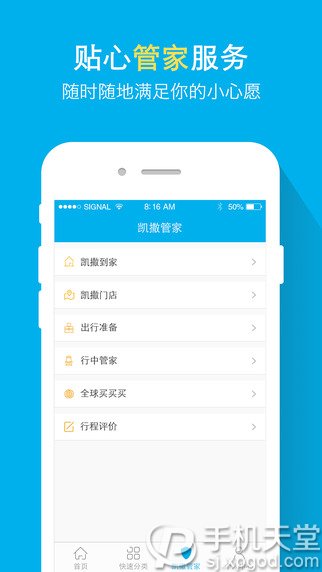 贴心管家服务
随时随地满足你的小心愿
SIGNAL 8:16 AM 50%
凯撒管家
凯撒到家
凯撒门店
出行准备
行中管家
全球买买买
行程评价
首页 快速分类 凯撒管家
手机天堂
sjxpgood.com